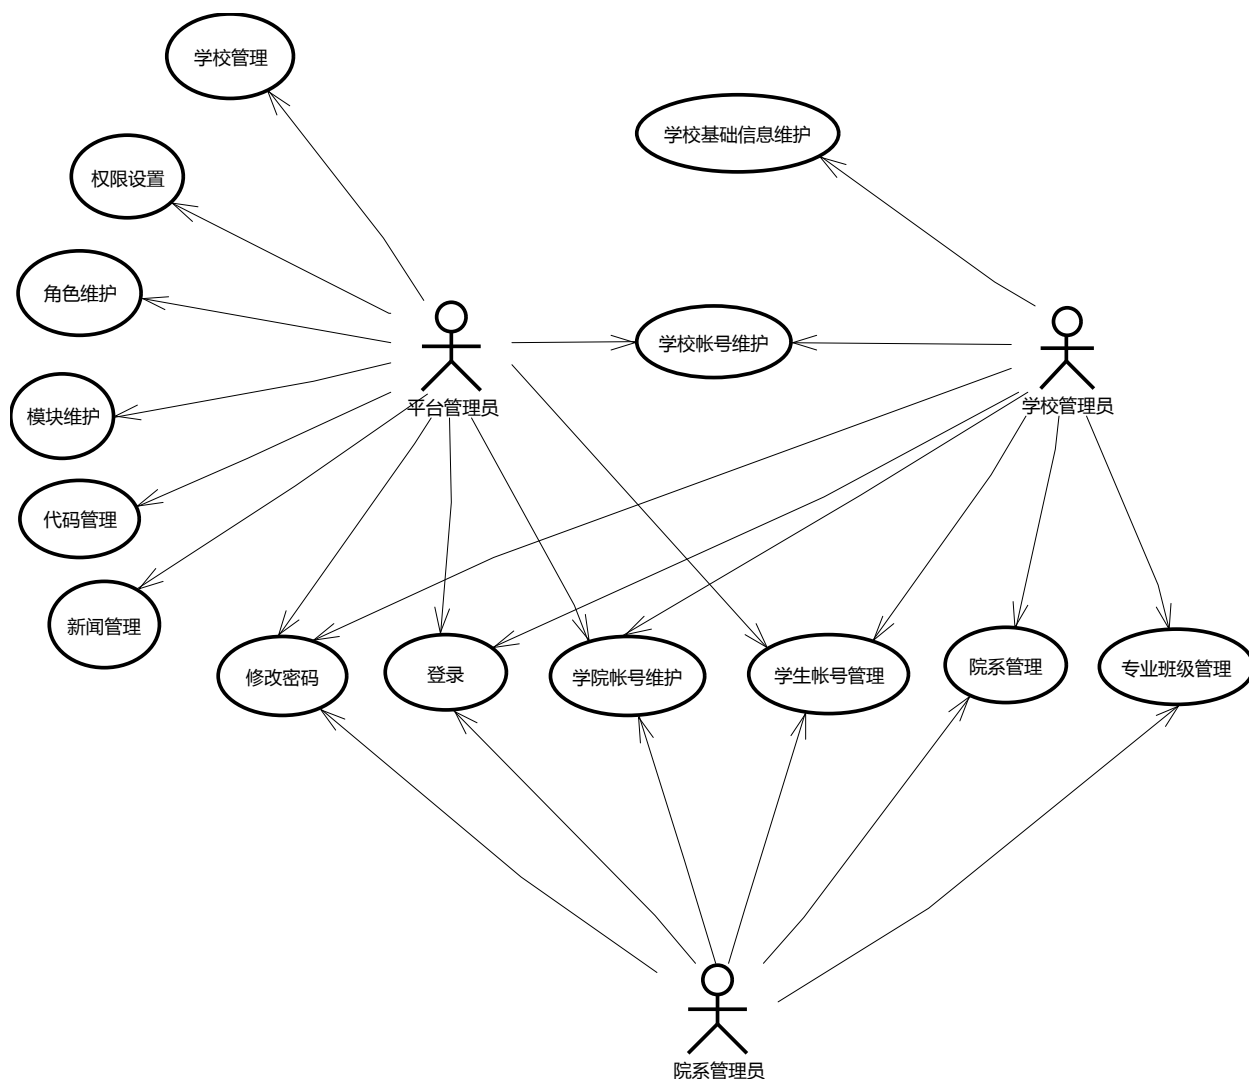 学校管理
学校基础信息维护
权限设置
角色维护
学校帐号维护
平台管理员
学校管理员
模块维护
代码管理
新闻管理
修改密码
登录
学院帐号维护
学生帐号管理
院系管理
专业班级管理
院系管理员